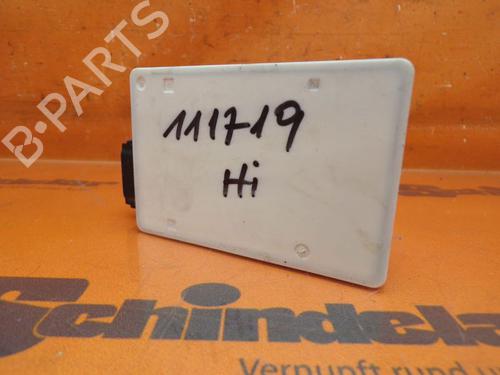 B-PARTS
111719
Hi
Schindele
Vernunft rund u